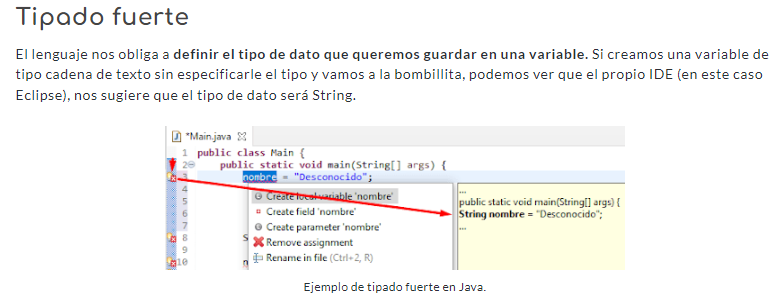 Tipado fuerte
El lenguaje nos obliga a definir el tipo de dato que queremos guardar en una variable. Si creamos una variable de
tipo cadena de texto sin especificarle el tipo y vamos a la bombillita, podemos ver que el propio IDE (en este caso
Eclipse), nos sugiere que el tipo de dato será String.
*Main.java
1 public class Main {
2 public static void main(String[] args) {
3 nombre = "Desconocido";
4 Create local variable 'nombre'
5 Create field 'nombre'
6 Create parameter 'nombre'
7 Remove assignment
8 S
9 Rename in file (Ctrl+2, R)
10 n
...
public static void main(String[] args) {
String nombre = "Desconocido";
...
Ejemplo de tipado fuerte en Java.